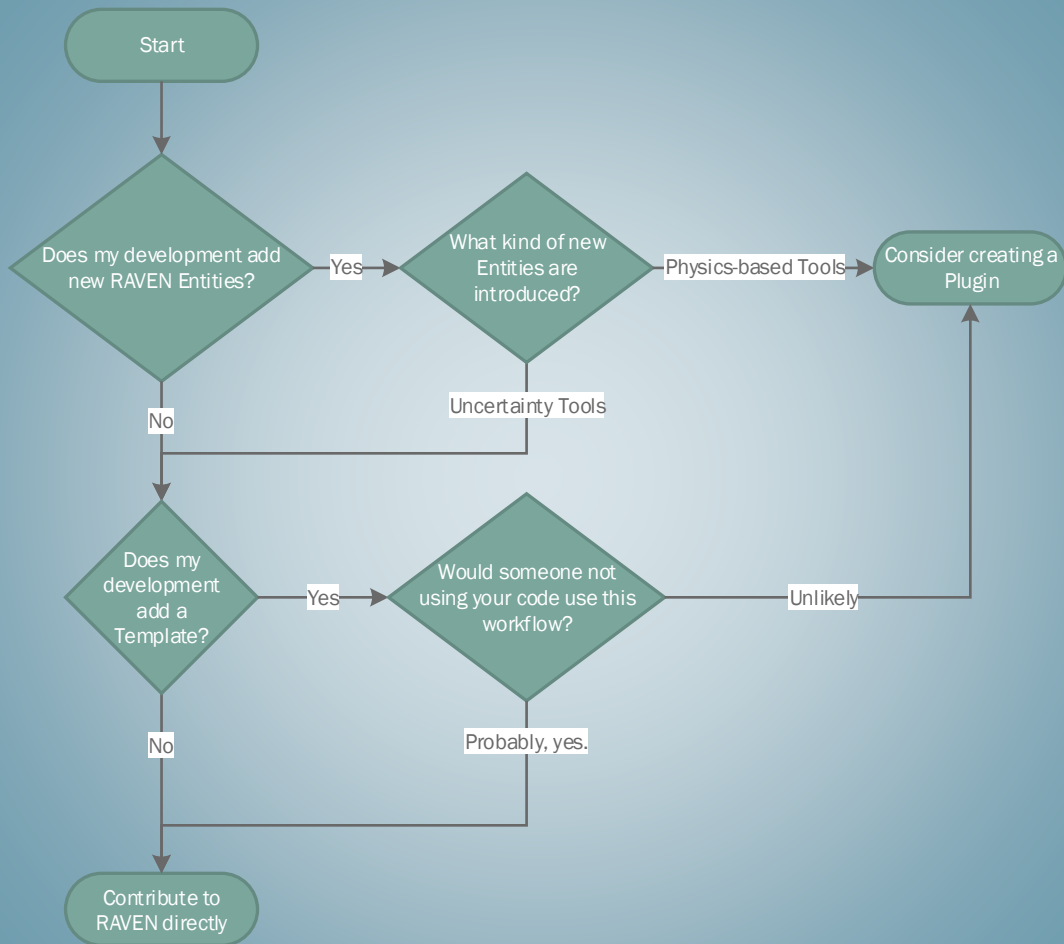 Start
Does my development add
new RAVEN Entities?
Yes
What kind of new
Entities are
introduced?
Physics-based Tools
Consider creating a
Plugin
No
Uncertainty Tools
Does my
development
add a
Template?
Yes
Would someone not
using your code use this
workflow?
Unlikely
No
Probably, yes.
Contribute to
RAVEN directly